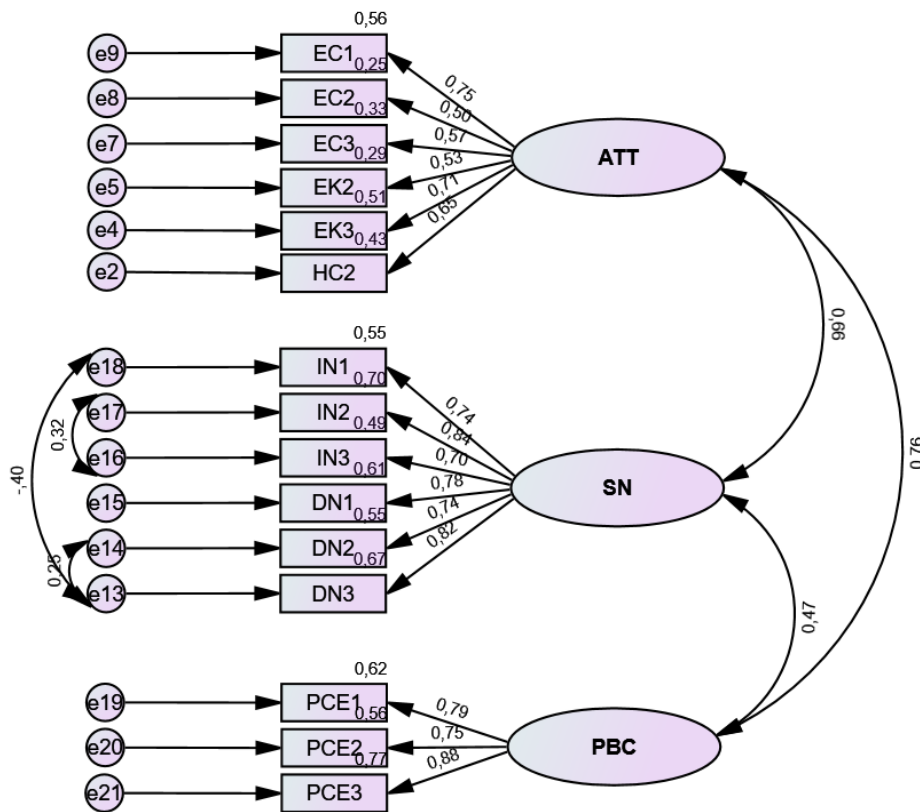 0,56
e9 EC1
0,25
0,75
e8 EC2
0,33
0,50
e7 EC3
0,29
0,57
ATT
e5 EK2
0,51
0,53
e4 EK3
0,43
0,71
e2 HC2
0,65
0,66
0,76
0,55
e18 IN1
0,70
0,74
e17 IN2
0,49
0,84
0,32
e16 IN3
0,61
0,70
SN
-,40
e15 DN1
0,55
0,78
e14 DN2
0,67
0,74
0,25
e13 DN3
0,82
0,47
0,62
e19 PCE1
0,56
0,79
e20 PCE2
0,77
0,75
PBC
e21 PCE3
0,88